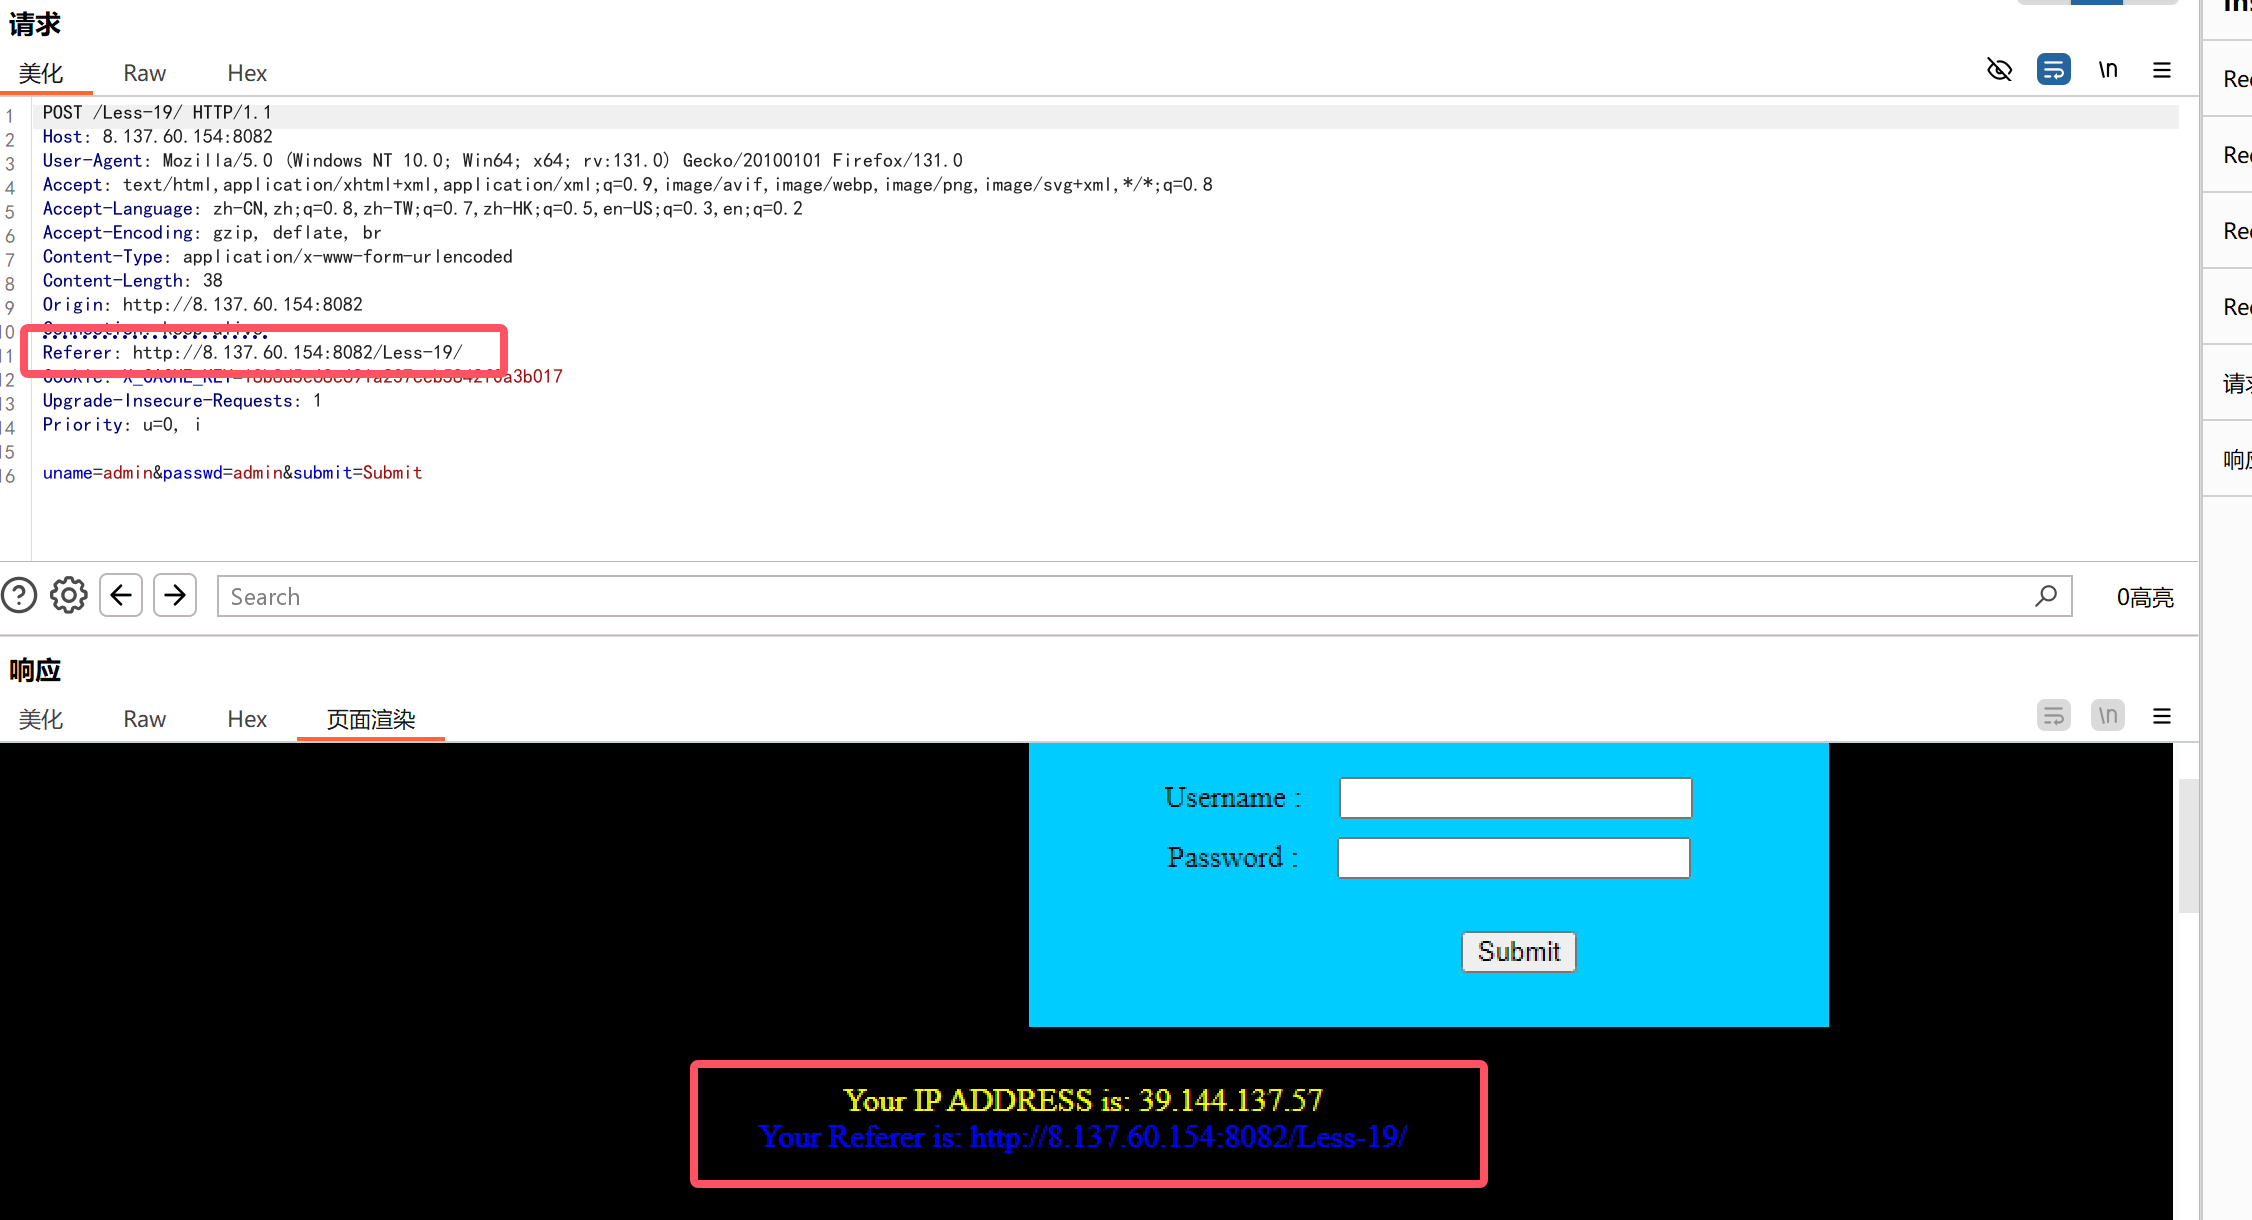 请求
美化 Raw Hex \n
1 POST /Less-19/ HTTP/1.1
2 Host: 8.137.60.154:8082
3 User-Agent: Mozilla/5.0 (Windows NT 10.0; Win64; x64; rv:131.0) Gecko/20100101 Firefox/131.0
4 Accept: text/html,application/xhtml+xml,application/xml;q=0.9,image/avif,image/webp,image/png,image/svg+xml,*/*;q=0.8
5 Accept-Language: zh-CN,zh;q=0.8,zh-TW;q=0.7,zh-HK;q=0.5,en-US;q=0.3,en;q=0.2
6 Accept-Encoding: gzip, deflate, br
7 Content-Type: application/x-www-form-urlencoded
8 Content-Length: 38
9 Origin: http://8.137.60.154:8082
10 Connection: keep-alive
11 Referer: http://8.137.60.154:8082/Less-19/
12 Cookie:
13 Upgrade-Insecure-Requests: 1
14 Priority: u=0, i
15
16 uname=admin&passwd=admin&submit=Submit
Search
0高亮
响应
美化 Raw Hex 页面渲染 \n
Username :
Password :
Submit
Your IP ADDRESS is: 39.144.137.57
Your Referer is: http://8.137.60.154:8082/Less-19/